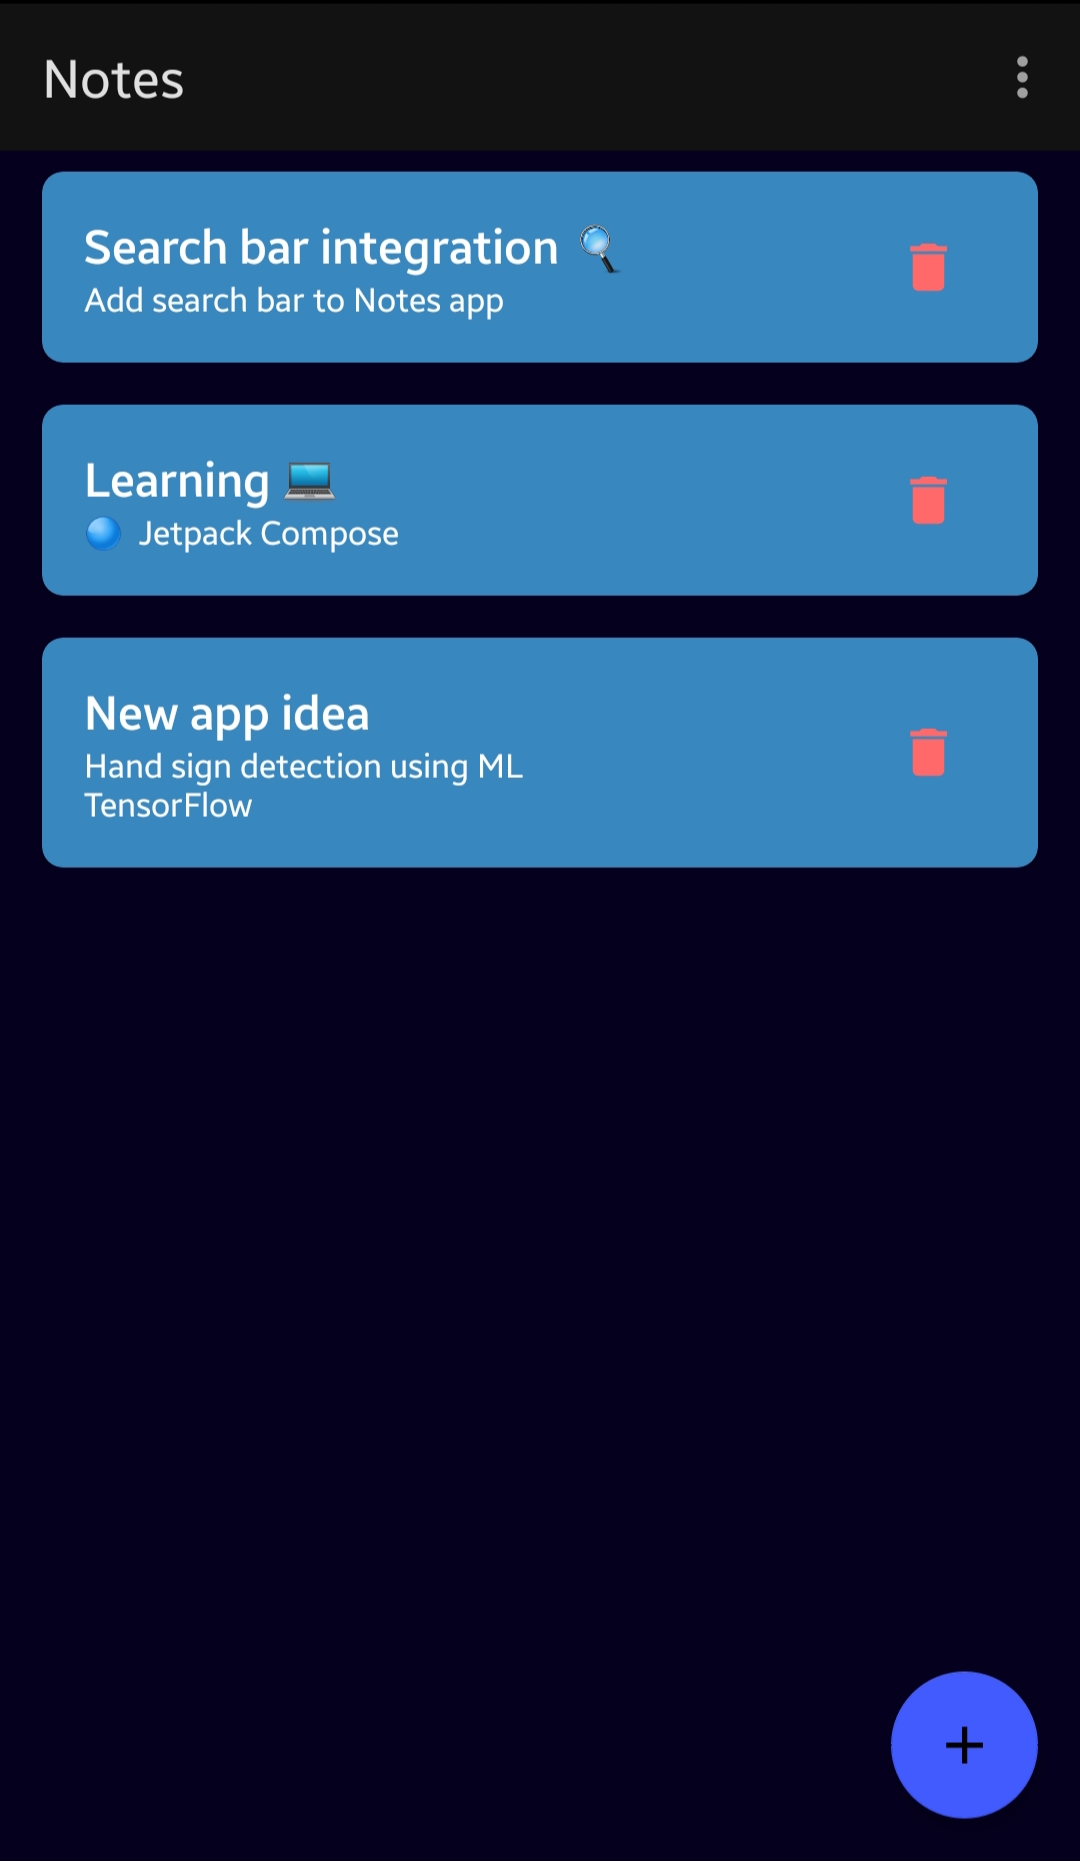 Notes
Search bar integration 🔍
Add search bar to Notes app
Learning 💻
🔵 Jetpack Compose
New app idea
Hand sign detection using ML
TensorFlow